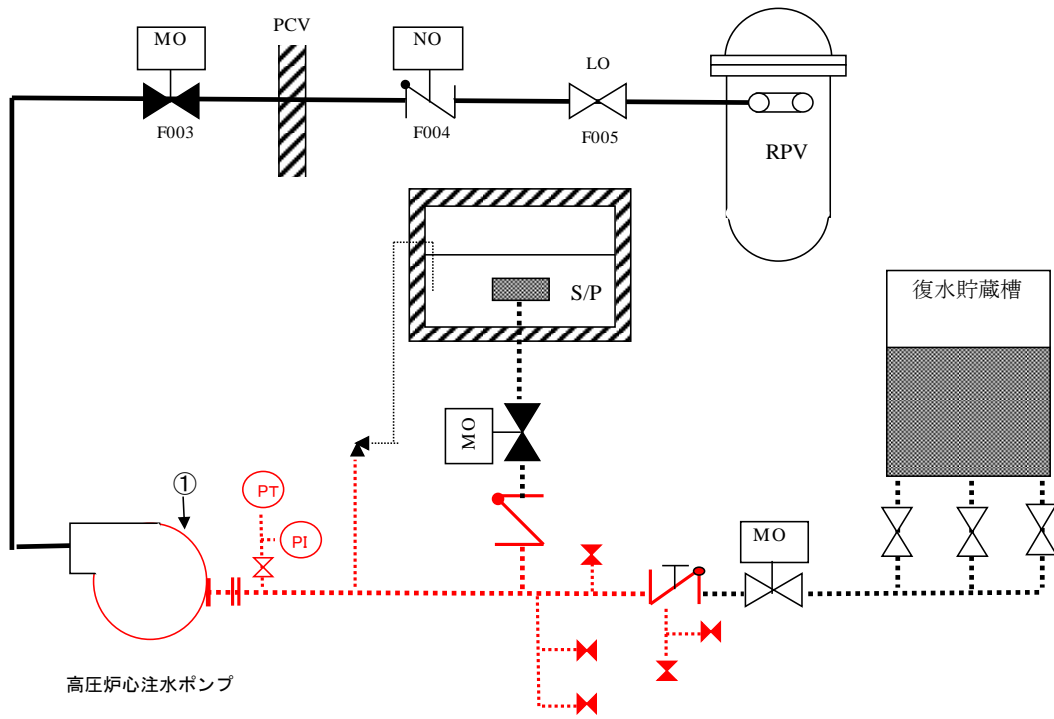 PCV
MO
NO
LO
F003
F004
F005
RPV
S/P
復水貯蔵槽
MO
①
PT
PI
MO
高圧炉心注水ポンプ